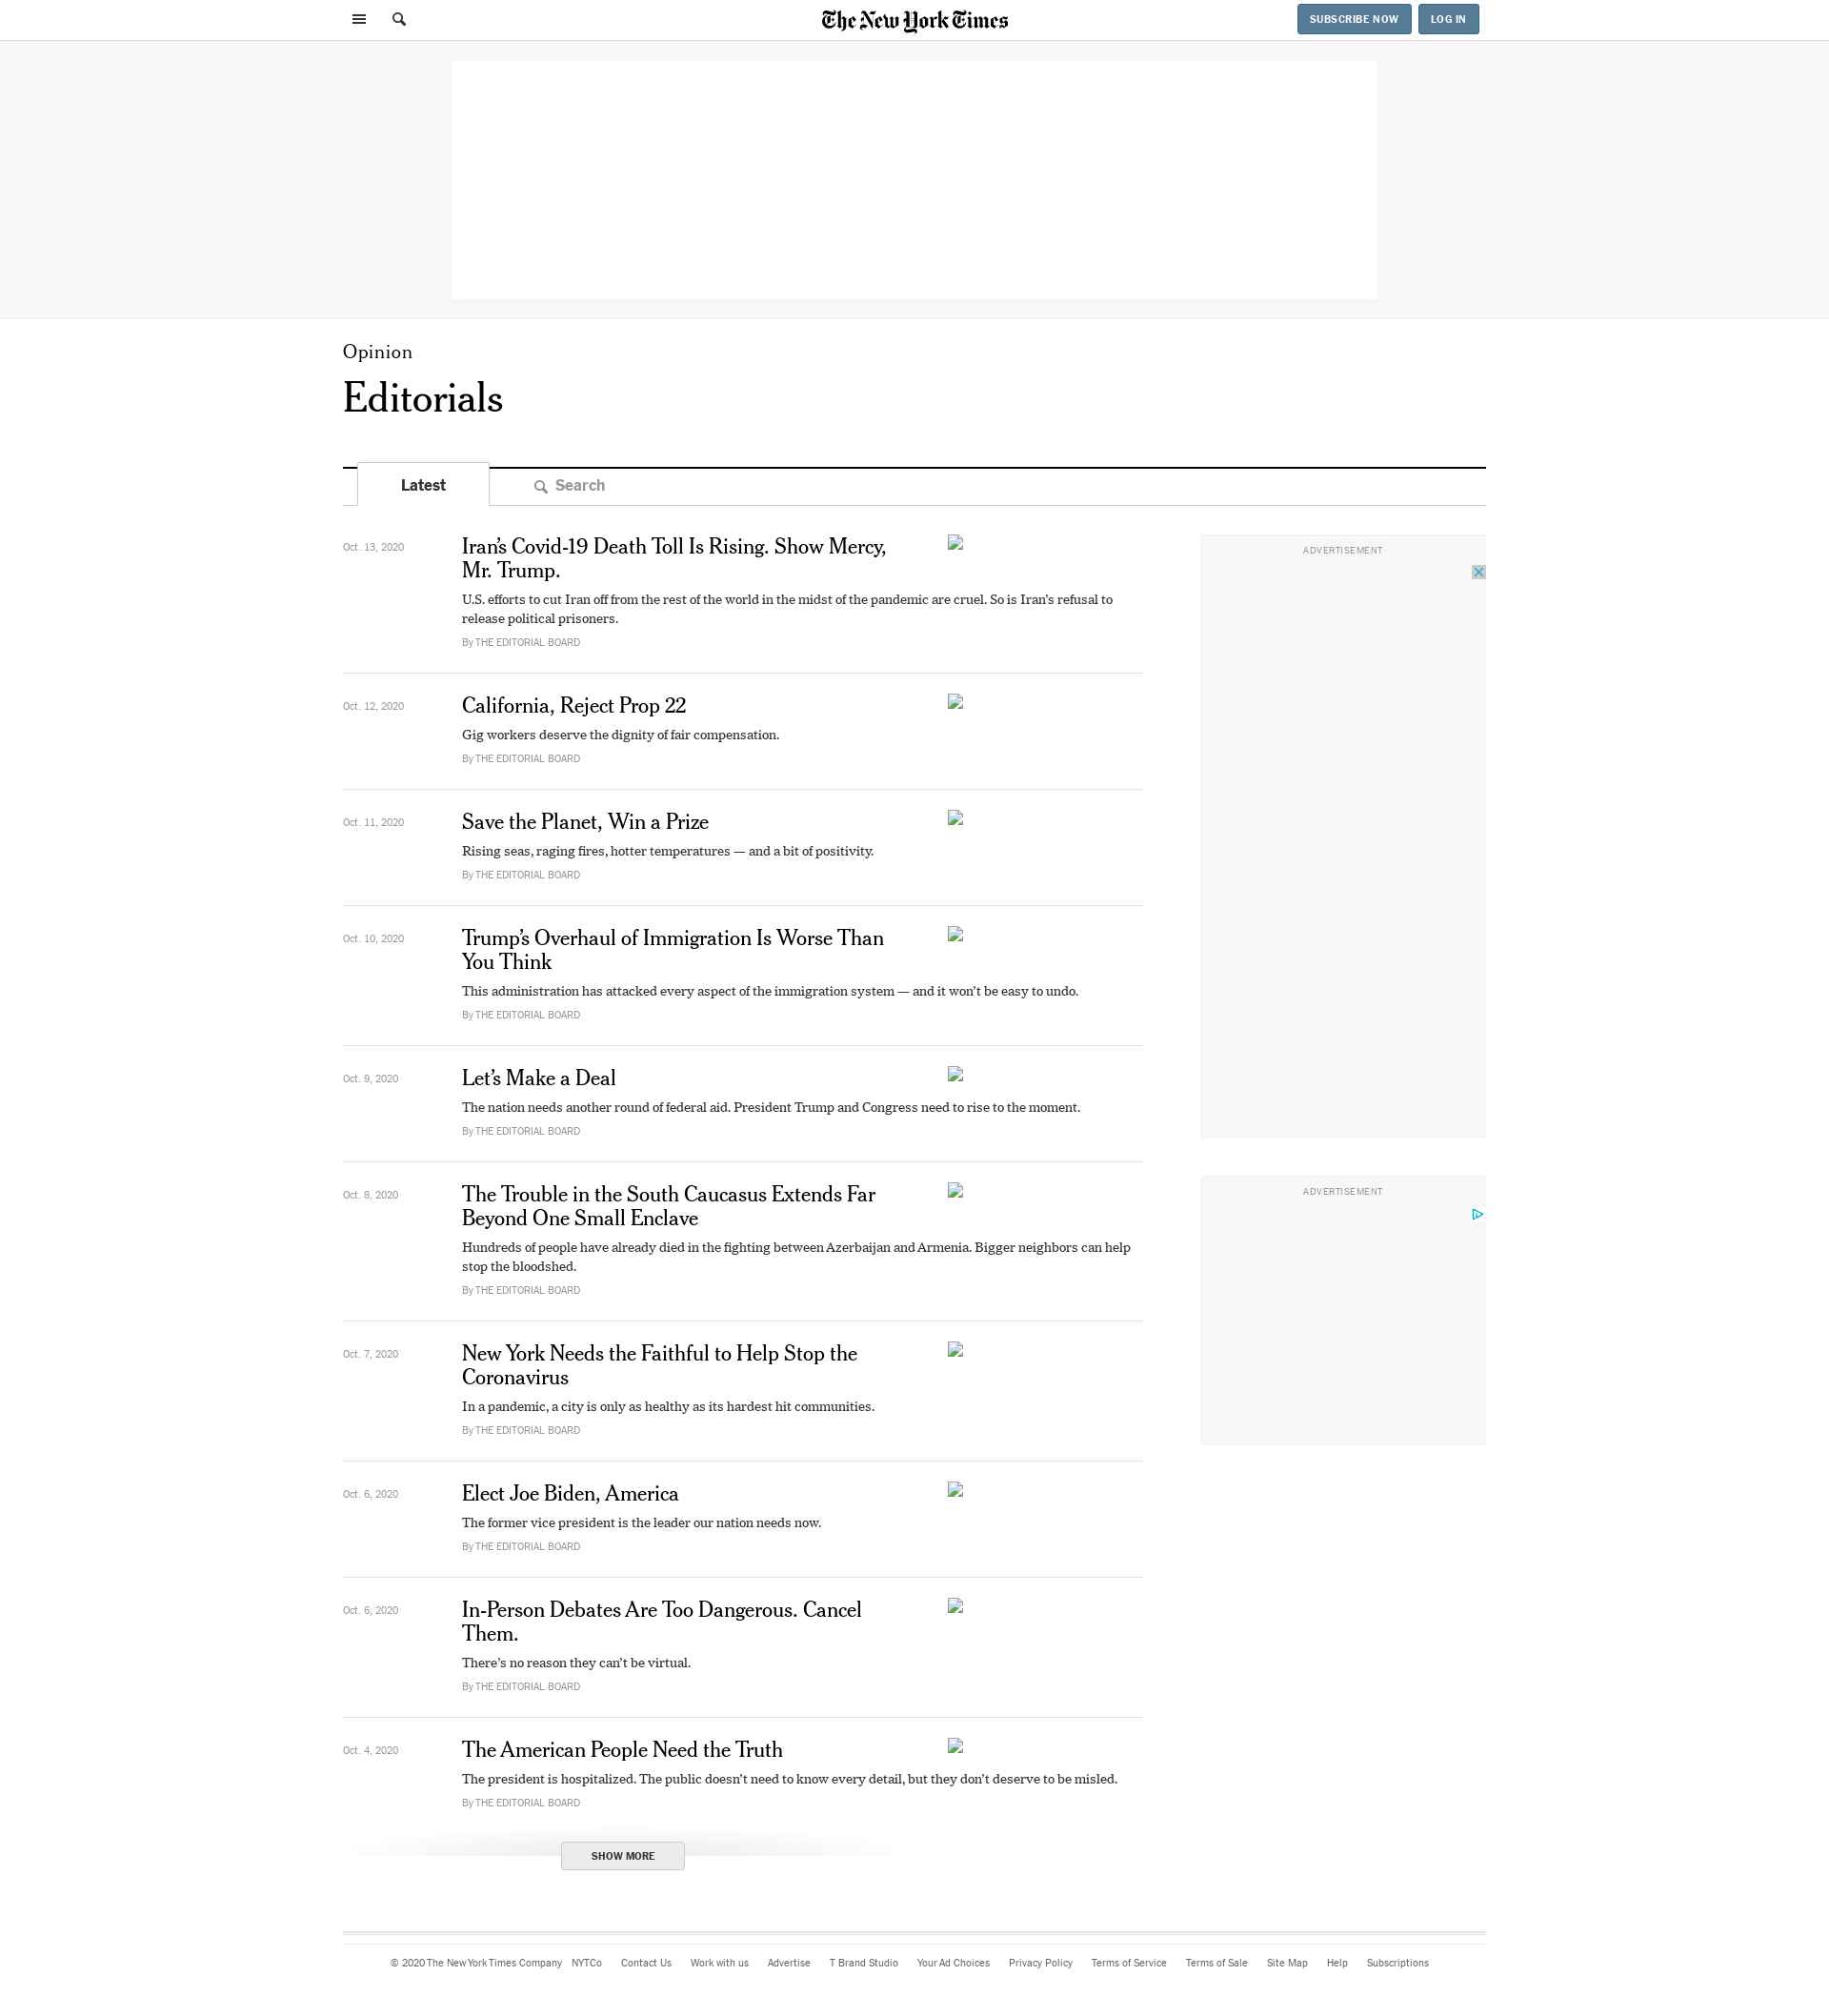 The New York Times
SUBSCRIBE NOW
LOG IN
Opinion
Editorials
Latest
Search
Oct. 13, 2020
Iran’s Covid-19 Death Toll Is Rising. Show Mercy,
Mr. Trump.
U.S. efforts to cut Iran off from the rest of the world in the midst of the pandemic are cruel. So is Iran’s refusal to
release political prisoners.
By THE EDITORIAL BOARD
Oct. 12, 2020
California, Reject Prop 22
Gig workers deserve the dignity of fair compensation.
By THE EDITORIAL BOARD
Oct. 11, 2020
Save the Planet, Win a Prize
Rising seas, raging fires, hotter temperatures — and a bit of positivity.
By THE EDITORIAL BOARD
Oct. 10, 2020
Trump’s Overhaul of Immigration Is Worse Than
You Think
This administration has attacked every aspect of the immigration system — and it won’t be easy to undo.
By THE EDITORIAL BOARD
Oct. 9, 2020
Let’s Make a Deal
The nation needs another round of federal aid. President Trump and Congress need to rise to the moment.
By THE EDITORIAL BOARD
Oct. 8, 2020
The Trouble in the South Caucasus Extends Far
Beyond One Small Enclave
Hundreds of people have already died in the fighting between Azerbaijan and Armenia. Bigger neighbors can help
stop the bloodshed.
By THE EDITORIAL BOARD
Oct. 7, 2020
New York Needs the Faithful to Help Stop the
Coronavirus
In a pandemic, a city is only as healthy as its hardest hit communities.
By THE EDITORIAL BOARD
Oct. 6, 2020
Elect Joe Biden, America
The former vice president is the leader our nation needs now.
By THE EDITORIAL BOARD
Oct. 6, 2020
In-Person Debates Are Too Dangerous. Cancel
Them.
There’s no reason they can’t be virtual.
By THE EDITORIAL BOARD
Oct. 4, 2020
The American People Need the Truth
The president is hospitalized. The public doesn’t need to know every detail, but they don’t deserve to be misled.
By THE EDITORIAL BOARD
SHOW MORE
ADVERTISEMENT
ADVERTISEMENT
© 2020 The New York Times Company NYTCo Contact Us Work with us Advertise T Brand Studio Your Ad Choices Privacy Policy Terms of Service Terms of Sale Site Map Help Subscriptions